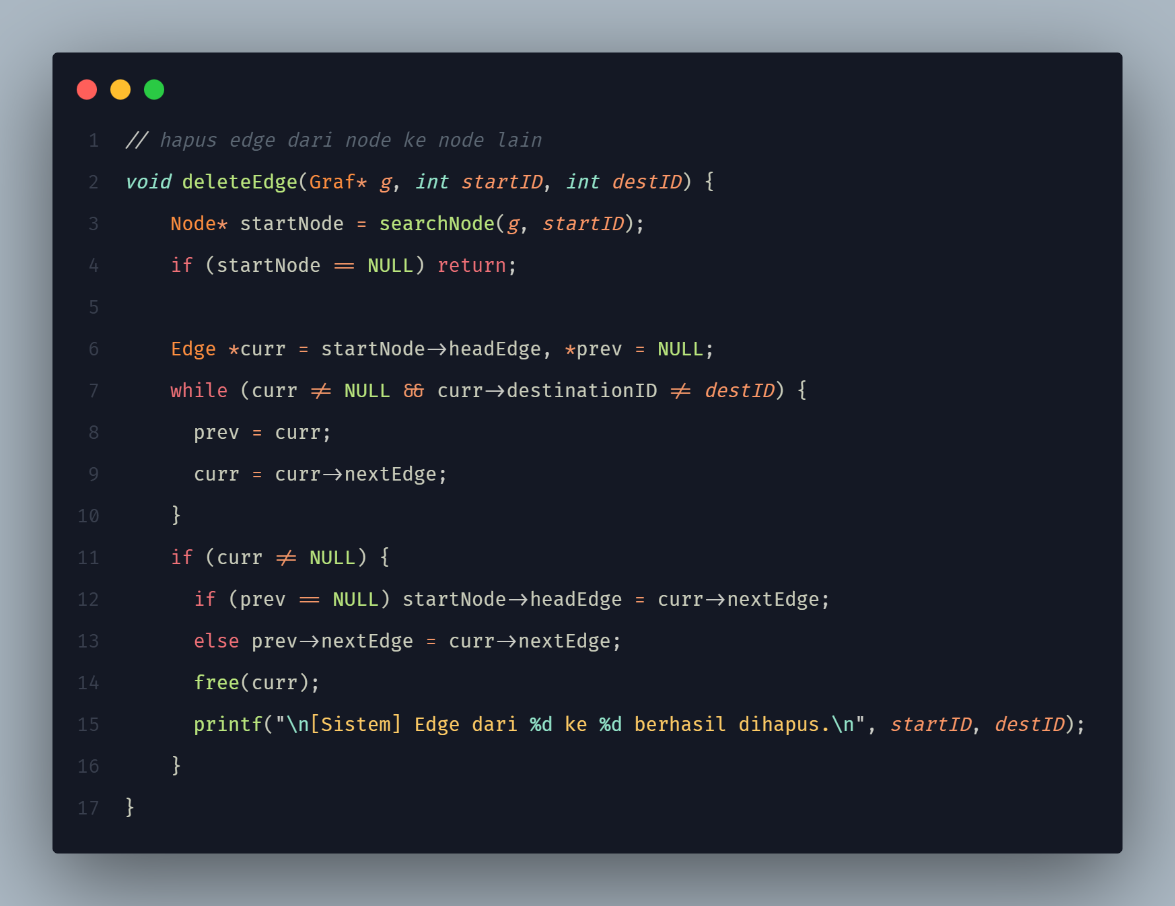 1 // hapus edge dari node ke node lain
2 void deleteEdge(Graf* g, int startID, int destID) {
3 Node* startNode = searchNode(g, startID);
4 if (startNode == NULL) return;
5
6 Edge *curr = startNode->headEdge, *prev = NULL;
7 while (curr != NULL && curr->destinationID != destID) {
8 prev = curr;
9 curr = curr->nextEdge;
10 }
11 if (curr != NULL) {
12 if (prev == NULL) startNode->headEdge = curr->nextEdge;
13 else prev->nextEdge = curr->nextEdge;
14 free(curr);
15 printf("\n[Sistem] Edge dari %d ke %d berhasil dihapus.\n", startID, destID);
16 }
17 }